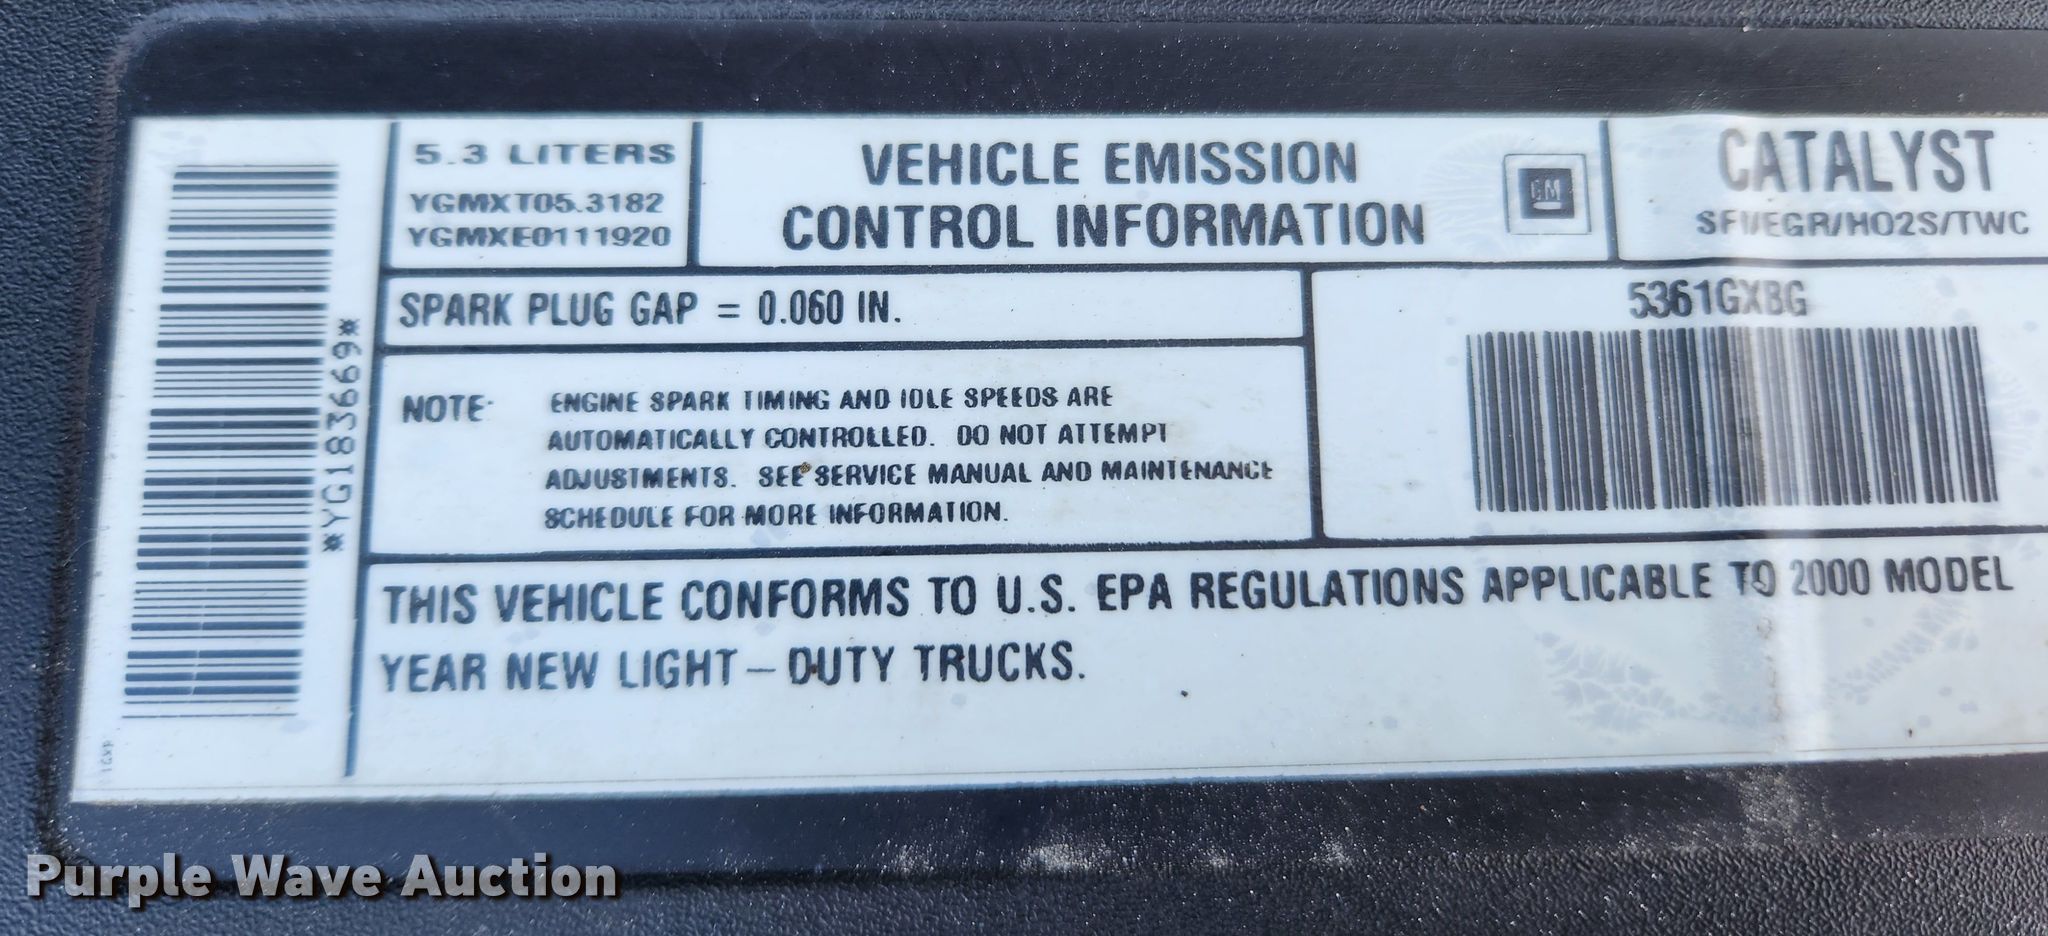 5.3 LITERS
YGMXT05.3182
YGMXE0111920
VEHICLE EMISSION
CONTROL INFORMATION
GM
CATALYST
SFI/EGR/HO2S/TWC
SPARK PLUG GAP = 0.060 IN.
5361GXBG
NOTE:
ENGINE SPARK TIMING AND IDLE SPEEDS ARE
AUTOMATICALLY CONTROLLED. DO NOT ATTEMPT
ADJUSTMENTS. SEE SERVICE MANUAL AND MAINTENANCE
SCHEDULE FOR MORE INFORMATION.
THIS VEHICLE CONFORMS TO U.S. EPA REGULATIONS APPLICABLE TO 2000 MODEL
YEAR NEW LIGHT-DUTY TRUCKS.
*YG183669*
Purple Wave Auction